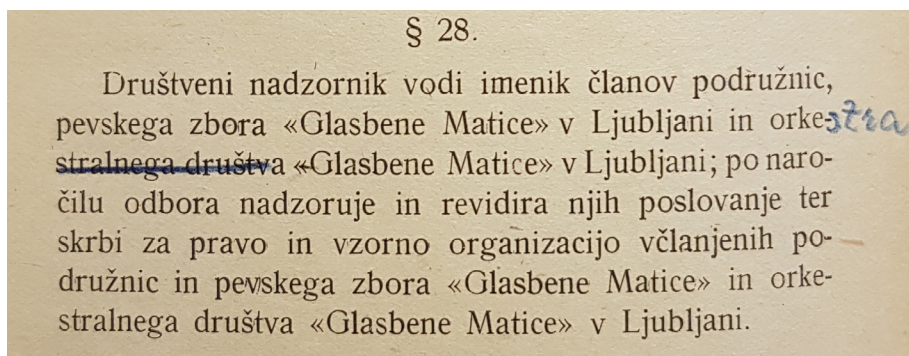 § 28.
Društveni nadzornik vodi imenik članov podružnic,
pevskega zbora «Glasbene Matice» v Ljubljani in orkestra
stralnega društva «Glasbene Matice» v Ljubljani; po naro-
čilu odbora nadzoruje in revidira njih poslovanje ter
skrbi za pravo in vzorno organizacijo včlanjenih po-
družnic in pevskega zbora «Glasbene Matice» in orke-
stralnega društva «Glasbene Matice» v Ljubljani.